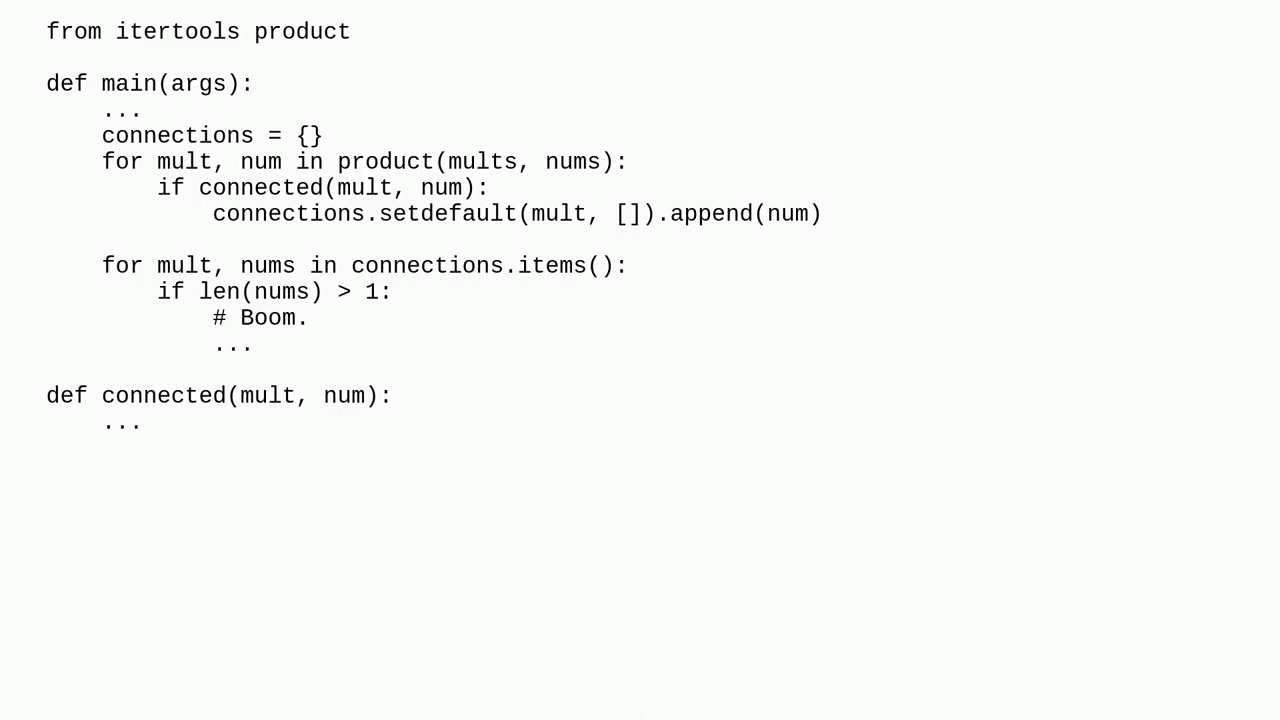 from itertools product
def main(args):
    ...
    connections = {}
    for mult, num in product(mults, nums):
        if connected(mult, num):
            connections.setdefault(mult, []).append(num)
    for mult, nums in connections.items():
        if len(nums) > 1:
            # Boom.
            ...
def connected(mult, num):
    ...